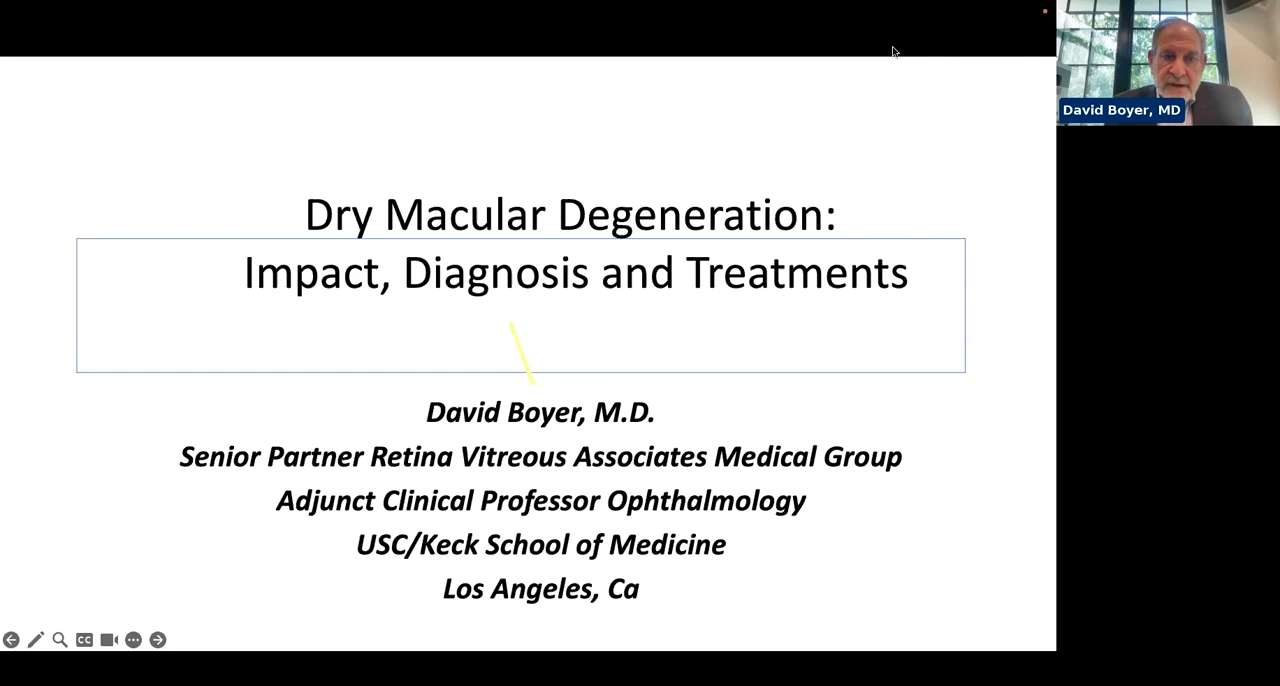 David Boyer, MD
Dry Macular Degeneration:
Impact, Diagnosis and Treatments
David Boyer, M.D.
Senior Partner Retina Vitreous Associates Medical Group
Adjunct Clinical Professor Ophthalmology
USC/Keck School of Medicine
Los Angeles, Ca
CC